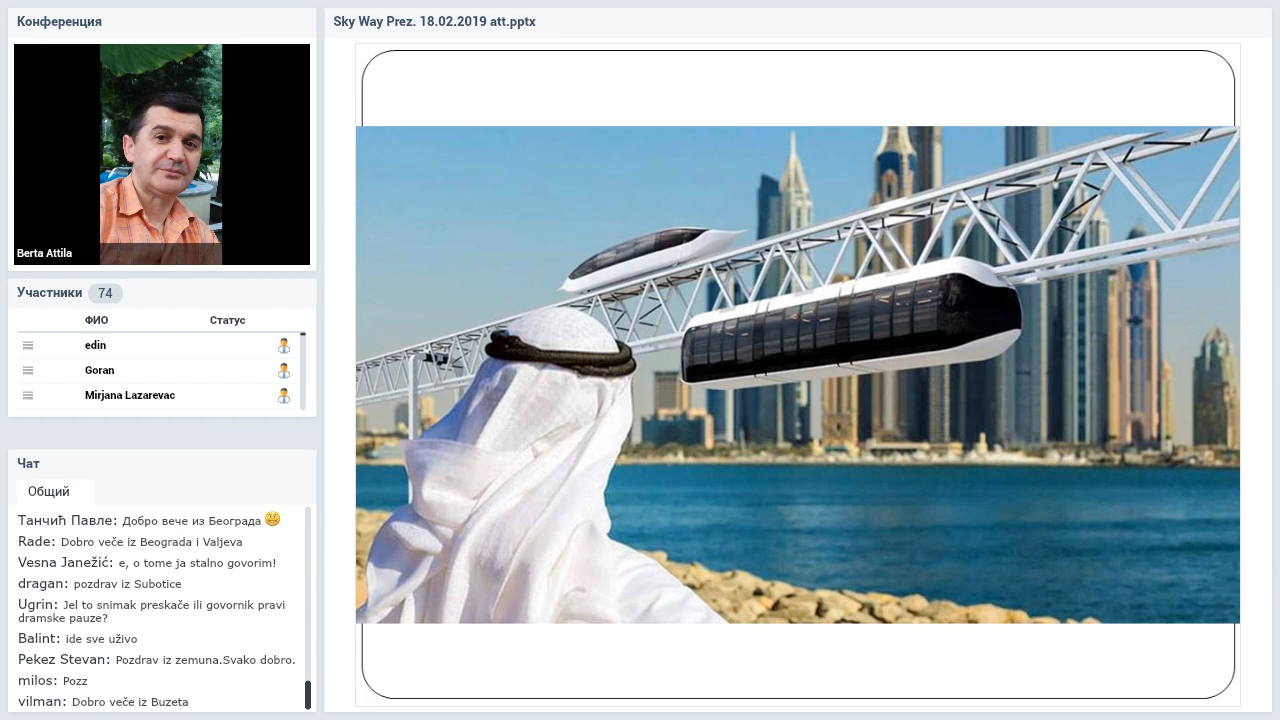 Конференция
Berta Attila
Участники 74
ФИО Статус
edin
Goran
Mirjana Lazarevac
Чат
Общий
Танчић Павле: Добро вече из Београда
Rade: Dobro veče iz Beograda i Valjeva
Vesna Janežić: e, o tome ja stalno govorim!
dragan: pozdrav iz Subotice
Ugrin: Jel to snimak preskače ili govornik pravi
dramske pauze?
Balint: ide sve uživo
Pekez Stevan: Pozdrav iz zemuna.Svako dobro.
milos: Pozz
vilman: Dobro veče iz Buzeta
Sky Way Prez. 18.02.2019 att.pptx